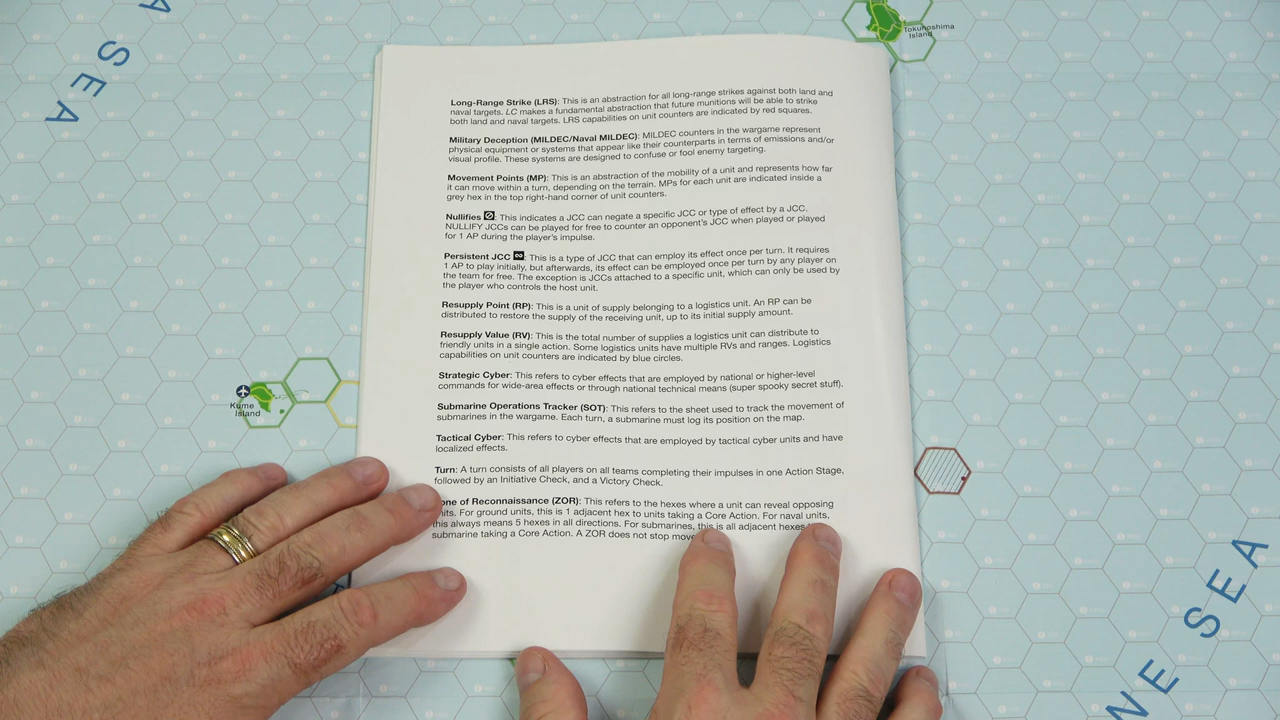 SEA
SEA
Tokunoshima
Island
Long-Range Strike (LRS): This is an abstraction for all long-range strikes against both land and
naval targets. LC makes a fundamental abstraction that future munitions will be able to strike
both land and naval targets. LRS capabilities on unit counters are indicated by red squares.
Military Deception (MILDEC/Naval MILDEC): MILDEC counters in the wargame represent
physical equipment or systems that appear like their counterparts in terms of emissions and/or
visual profile. These systems are designed to confuse or fool enemy targeting.
Movement Points (MP): This is an abstraction of the mobility of a unit and represents how far
it can move within a turn, depending on the terrain. MPs for each unit are indicated inside a
grey hex in the top right-hand corner of unit counters.
Nullifies: This indicates a JCC can negate a specific JCC or type of effect by a JCC.
NULLIFY JCCs can be played for free to counter an opponent's JCC when played or played
for 1 AP during the player's impulse.
Persistent JCC: This is a type of JCC that can employ its effect once per turn. It requires
1 AP to play initially, but afterwards, its effect can be employed once per turn by any player on
the team for free. The exception is JCCs attached to a specific unit, which can only be used by
the player who controls the host unit.
Resupply Point (RP): This is a unit of supply belonging to a logistics unit. An RP can be
distributed to restore the supply of the receiving unit, up to its initial supply amount.
Resupply Value (RV): This is the total number of supplies a logistics unit can distribute to
friendly units in a single action. Some logistics units have multiple RVs and ranges. Logistics
capabilities on unit counters are indicated by blue circles.
Strategic Cyber: This refers to cyber effects that are employed by national or higher-level
commands for wide-area effects or through national technical means (super spooky secret stuff).
Submarine Operations Tracker (SOT): This refers to the sheet used to track the movement of
submarines in the wargame. Each turn, a submarine must log its position on the map.
Tactical Cyber: This refers to cyber effects that are employed by tactical cyber units and have
localized effects.
Turn: A turn consists of all players on all teams completing their impulses in one Action Stage,
followed by an Initiative Check, and a Victory Check.
one of Reconnaissance (ZOR): This refers to the hexes where a unit can reveal opposing
nits. For ground units, this is 1 adjacent hex to units taking a Core Action. For naval units,
this always means 5 hexes in all directions. For submarines, this is all adjacent hexes
submarine taking a Core Action. A ZOR does not stop move
Kume
Island
NE SEA